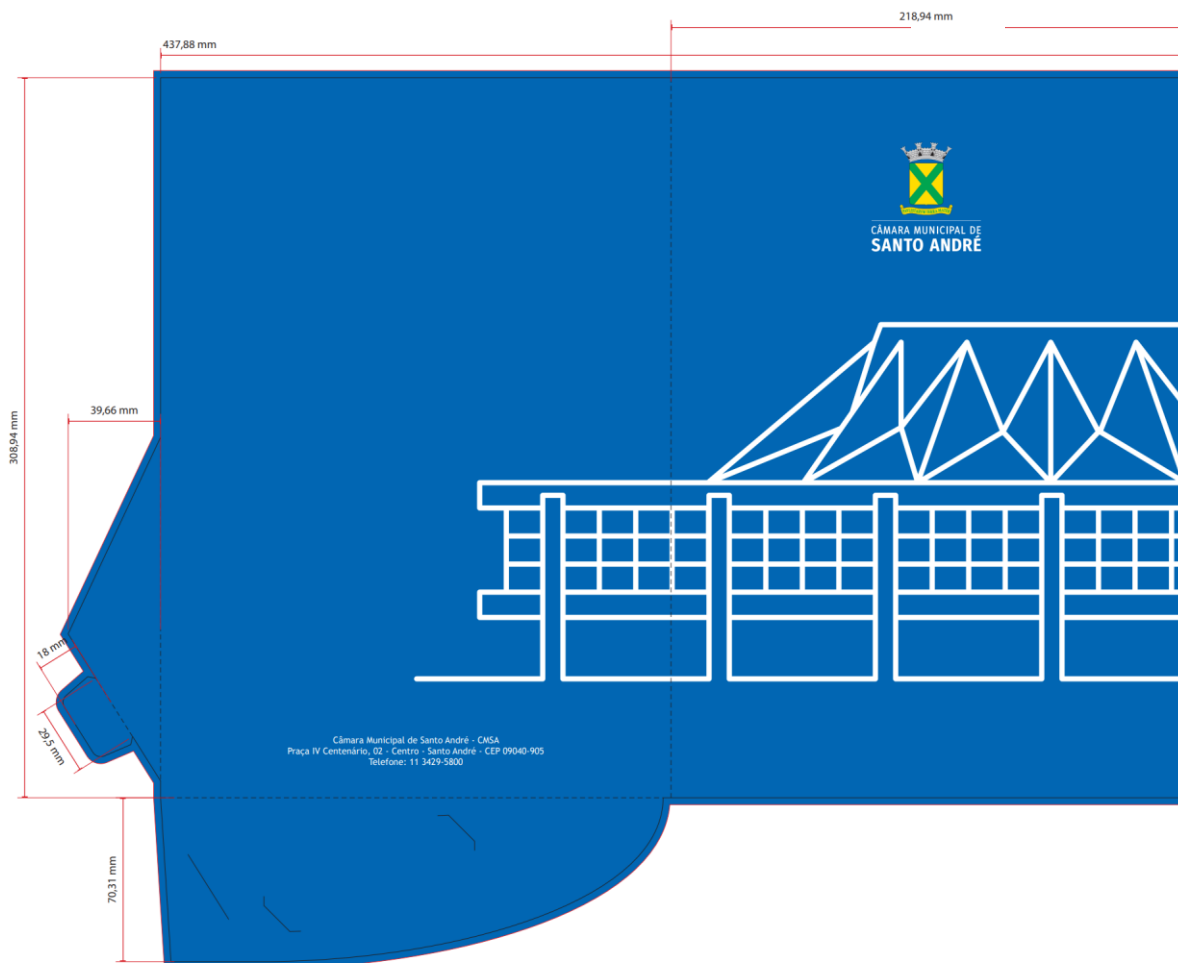 218,94 mm
437,88 mm
CÂMARA MUNICIPAL DE
SANTO ANDRÉ
39,66 mm
308,94 mm
18 mm
29,5 mm
Câmara Municipal de Santo André - CMSA
Praça IV Centenário, 02 - Centro - Santo André - CEP 09040-905
Telefone: 11 3429-5800
70,31 mm